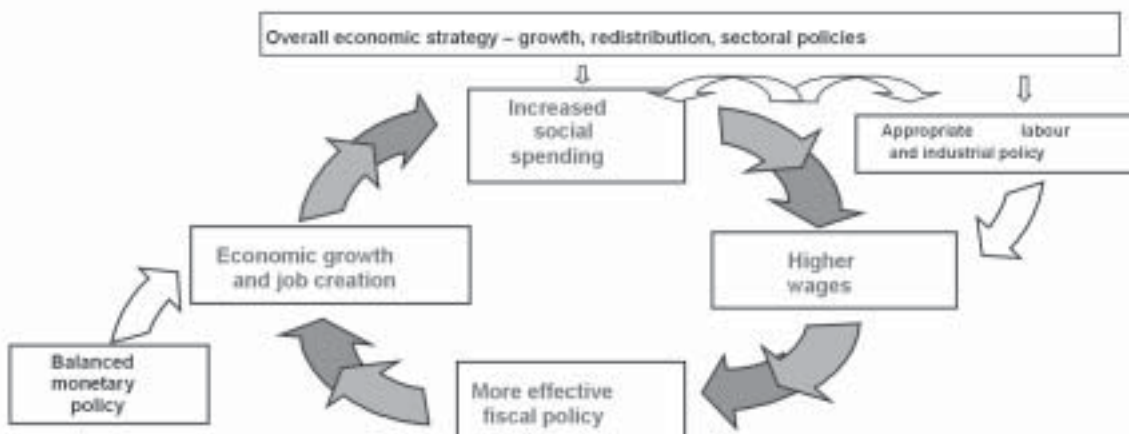 Overall economic strategy – growth, redistribution, sectoral policies
Increased
social
spending
Appropriate labour
and industrial policy
Economic growth
and job creation
Higher
wages
Balanced
monetary
policy
More effective
fiscal policy